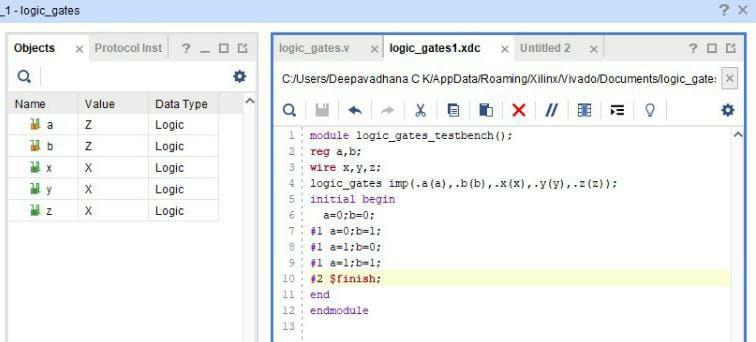 _1 - logic_gates
Objects
Protocol Inst
logic_gates.v
logic_gates1.xdc
Untitled 2
C:/Users/Deepavadhana C K/AppData/Roaming/Xilinx/Vivado/Documents/logic_gate:
Name Value Data Type
a Z Logic
b Z Logic
x X Logic
y X Logic
z X Logic
1 module logic_gates_testbench();
2 reg a,b;
3 wire x,y,z;
4 logic_gates imp(.a(a),.b(b),.x(x),.y(y),.z(z));
5 initial begin
6 a=0;b=0;
7 #1 a=0;b=1;
8 #1 a=1;b=0;
9 #1 a=1;b=1;
10 #2 $finish;
11 end
12 endmodule
13